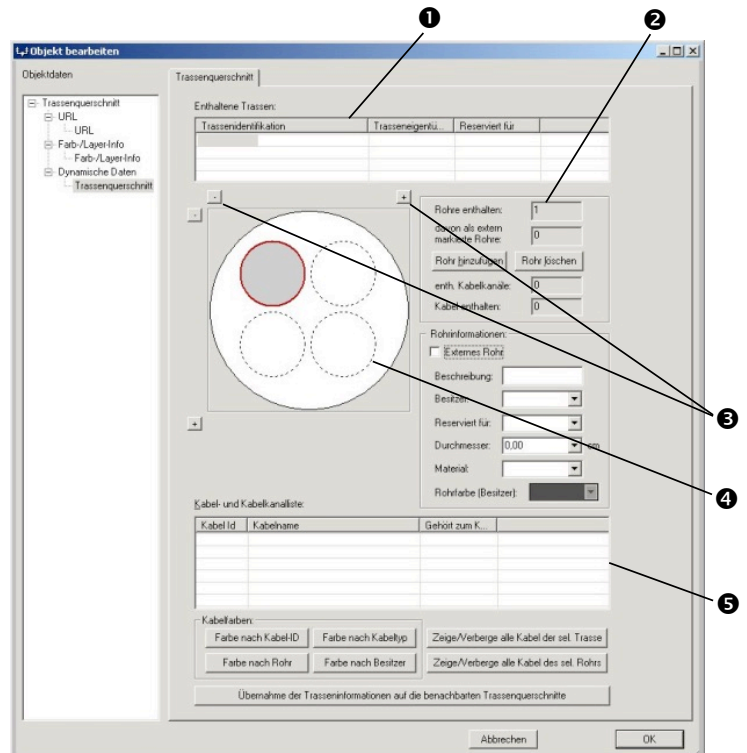 ❶
❷
Objekt bearbeiten
Objektdaten
Trassenquerschnitt
URL
URL
Farb-/Layer-Info
Farb-/Layer-Info
Dynamische Daten
Trassenquerschnitt
Trassenquerschnitt
Enthaltene Trassen:
Trassenidentifikation Trasseneigentü... Reserviert für
- +
-
+
Rohre enthalten: 1
davon als extern
markierte Rohre: 0
Rohr hinzufügen Rohr löschen
enth. Kabelkanäle: 0
Kabel enthalten: 0
Rohrinformationen:
Externes Rohr
Beschreibung:
Besitzer:
Reserviert für:
Durchmesser: 0,00 cm
Material:
Rohrfarbe (Besitzer):
❸
❹
Kabel- und Kabelkanalliste:
Kabel Id Kabelname Gehört zum K...
❺
Kabelfarben:
Farbe nach Kabel-ID Farbe nach Kabeltyp Zeige/Verberge alle Kabel der sel. Trasse
Farbe nach Rohr Farbe nach Besitzer Zeige/Verberge alle Kabel des sel. Rohrs
Übernahme der Trasseninformationen auf die benachbarten Trassenquerschnitte
Abbrechen OK